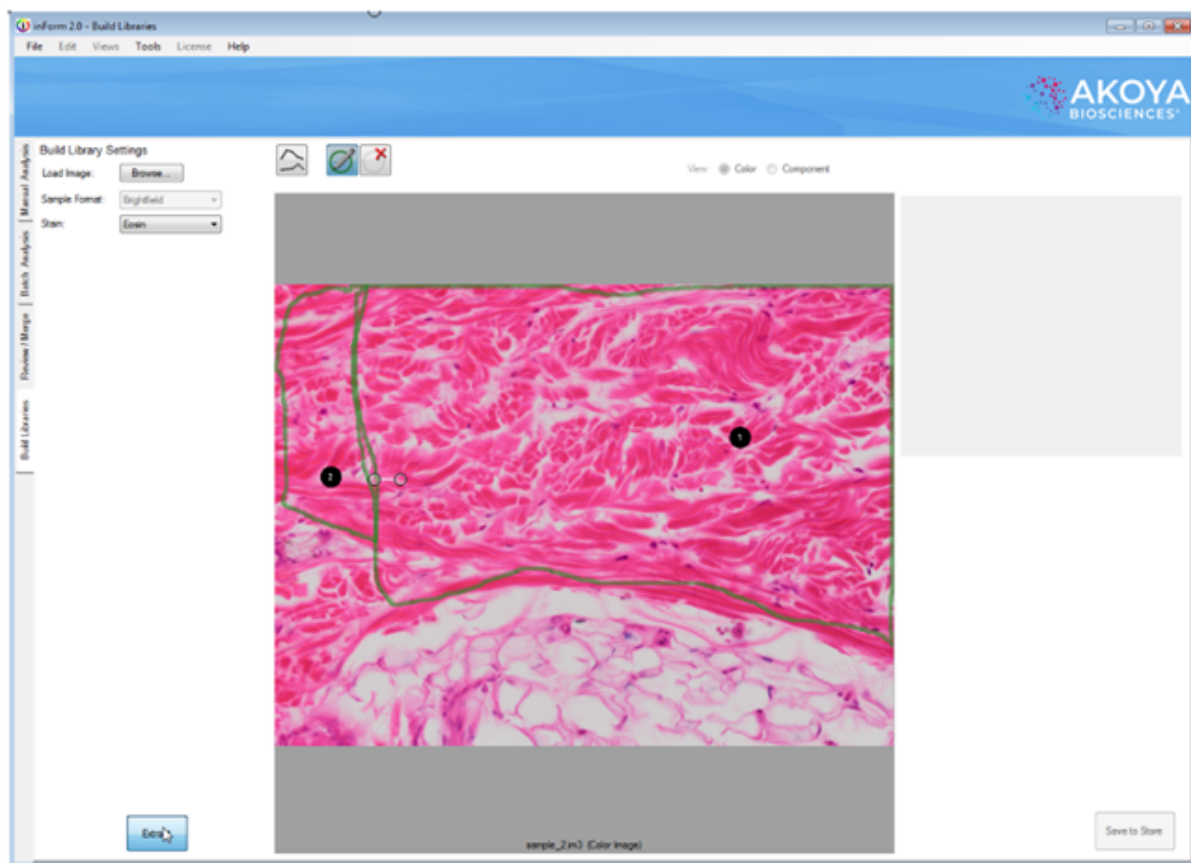 inForm 2.0 - Build Libraries
File Edit Views Tools License Help
AKOYA
BIOSCIENCES®
Manual Analysis
Batch Analysis
Review / Merge
Build Libraries
Build Library Settings
Load Image: Browse...
Sample Format: Brightfield
Stain: Eosin
View: Color Component
1
2
sample_2.im3 (Color Image)
Save to Store